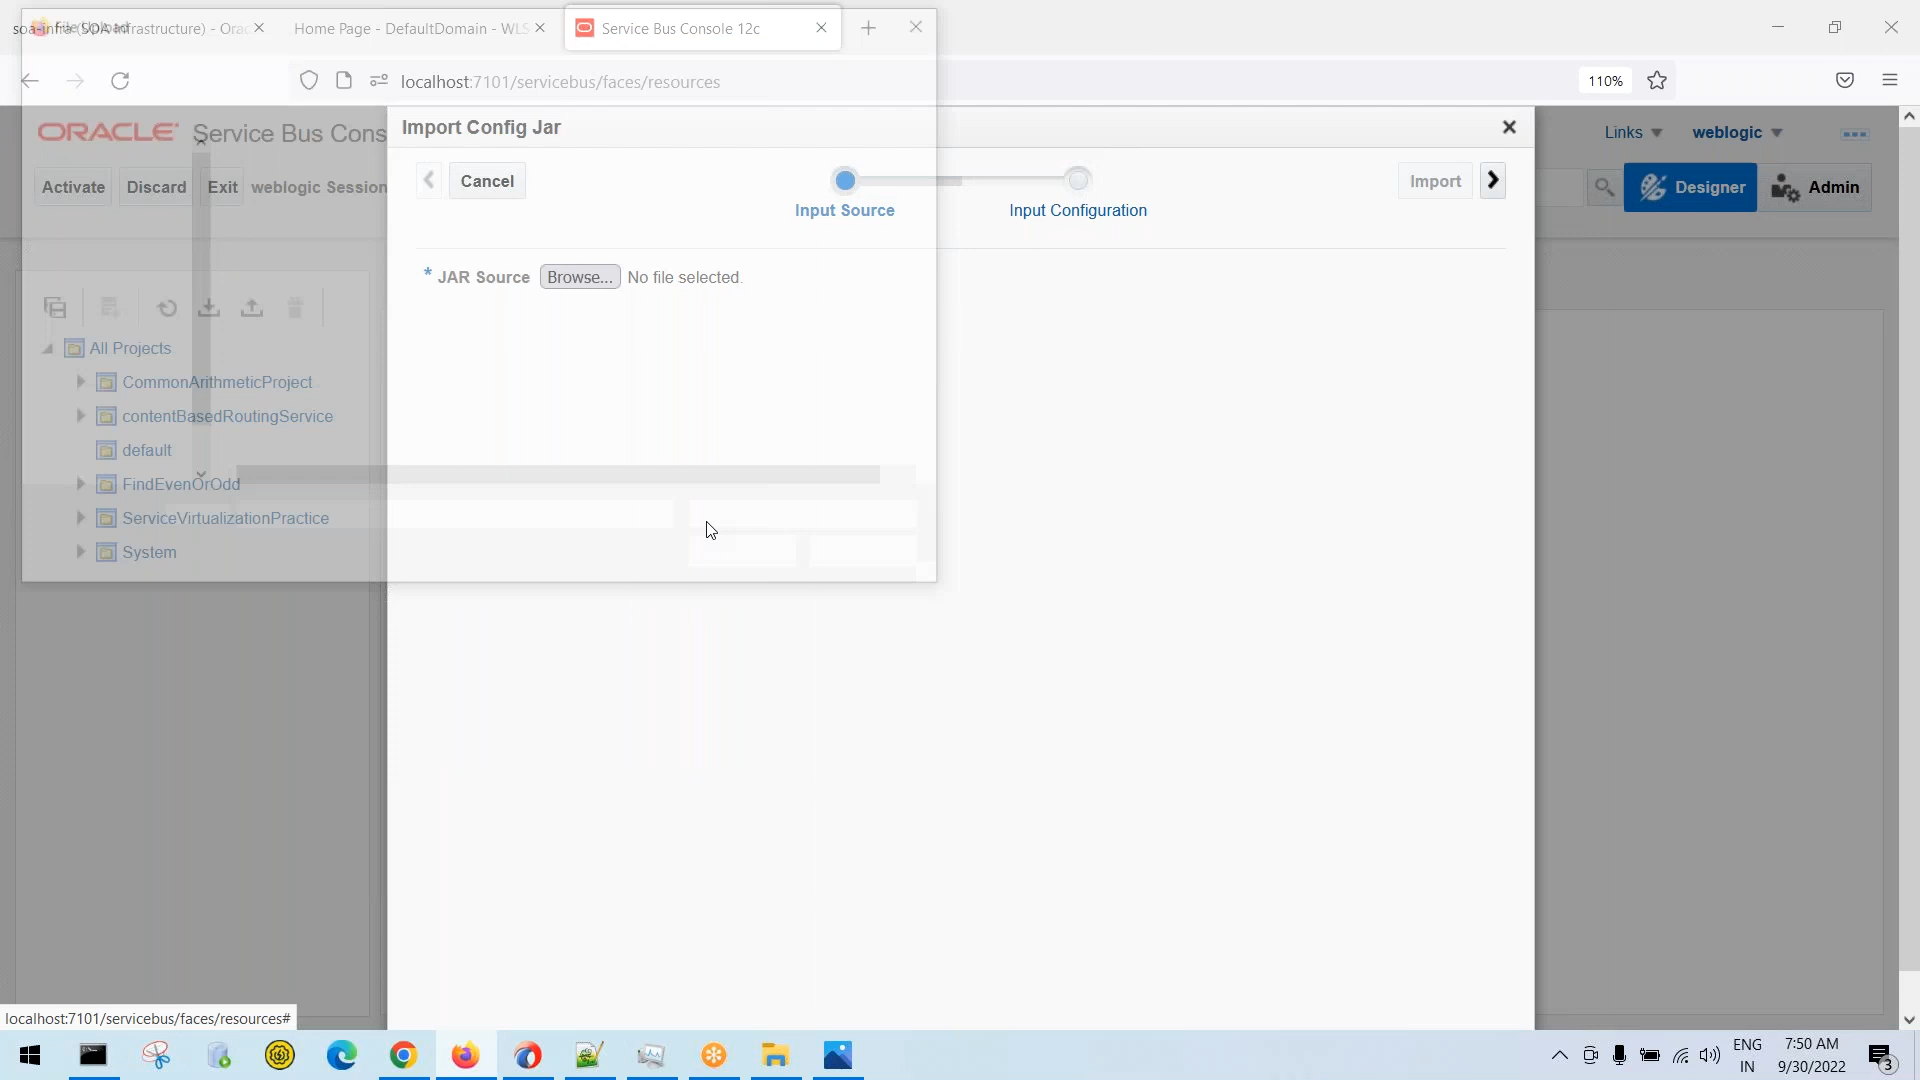 soa-infra (SOA Infrastructure) - Orac
File Upload
Home Page - DefaultDomain - WLS
Service Bus Console 12c
localhost:7101/servicebus/faces/resources
110%
ORACLE Service Bus Cons
Import Config Jar
Links
weblogic
Activate
Discard
Exit
weblogic Session
Cancel
Import
Designer
Admin
Input Source
Input Configuration
* JAR Source
Browse...
No file selected.
All Projects
CommonArithmeticProject
contentBasedRoutingService
default
FindEvenOrOdd
ServiceVirtualizationPractice
System
localhost:7101/servicebus/faces/resources#
ENG
IN
7:50 AM
9/30/2022
3